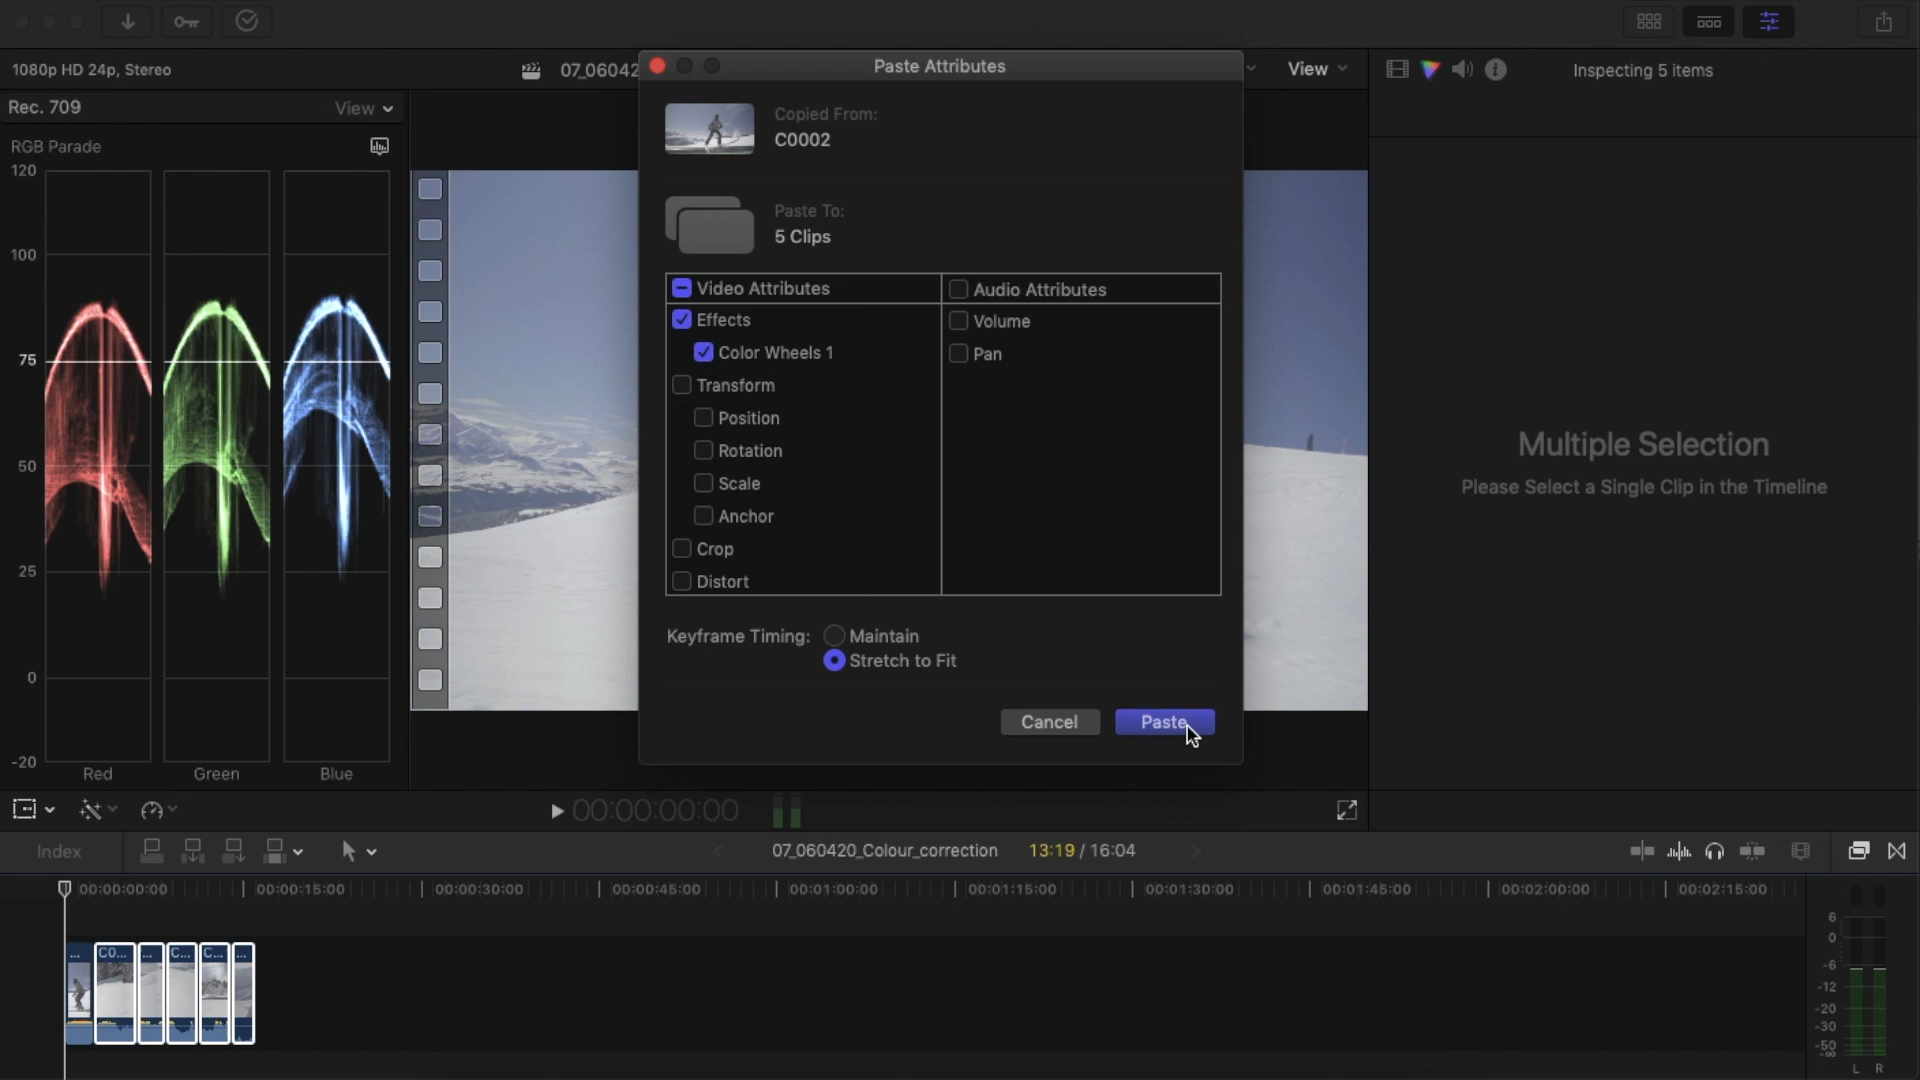 1080p HD 24p, Stereo
07_06042
View
Inspecting 5 items
Rec. 709
View
RGB Parade
120
100
75
50
25
0
-20
Red
Green
Blue
Paste Attributes
Copied From:
C0002
Paste To:
5 Clips
Video Attributes
Audio Attributes
Effects
Volume
Color Wheels 1
Pan
Transform
Position
Rotation
Scale
Anchor
Crop
Distort
Keyframe Timing:
Maintain
Stretch to Fit
Cancel
Paste
Multiple Selection
Please Select a Single Clip in the Timeline
00:00:00:00
Index
07_060420_Colour_correction
13:19 / 16:04
00:00:00:00
00:00:15:00
00:00:30:00
00:00:45:00
00:01:00:00
00:01:15:00
00:01:30:00
00:01:45:00
00:02:00:00
00:02:15:00
...
C0...
...
C...
C...
...
6
0
-6
-12
-20
-30
-50
-∞
L R